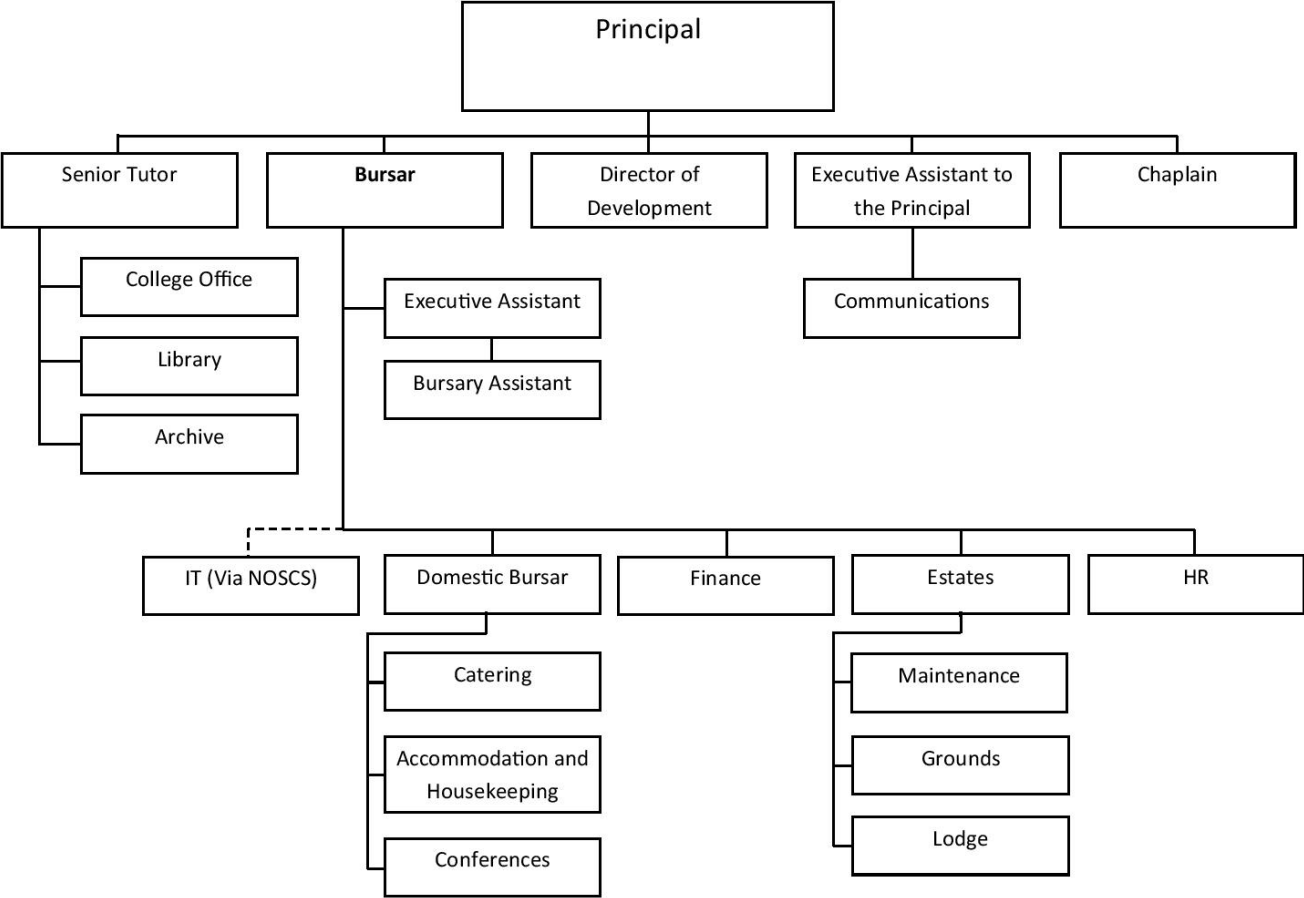 Principal
Senior Tutor
Bursar
Director of
Development
Executive Assistant to
the Principal
Chaplain
College Office
Library
Archive
Executive Assistant
Bursary Assistant
Communications
IT (Via NOSCS)
Domestic Bursar
Finance
Estates
HR
Catering
Accommodation and
Housekeeping
Conferences
Maintenance
Grounds
Lodge